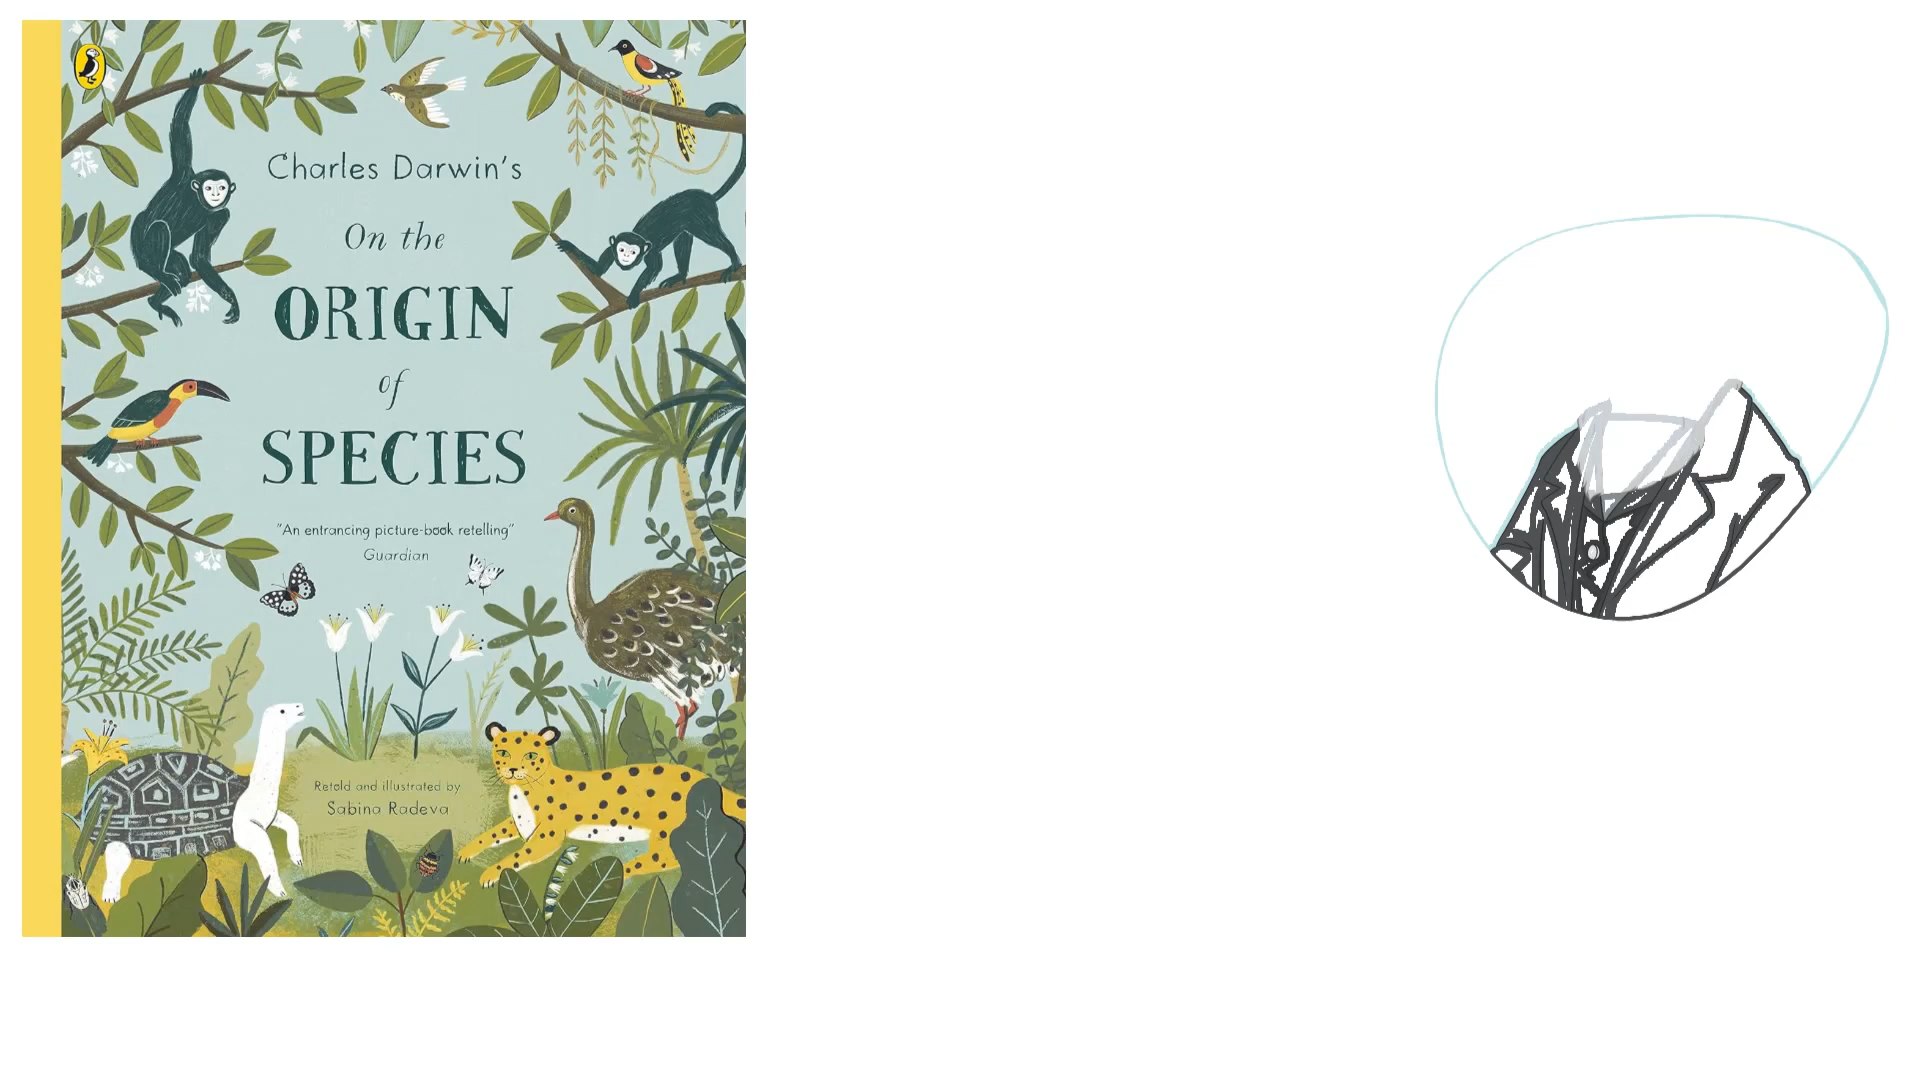 Charles Darwin's
On the
ORIGIN
of
SPECIES
"An entrancing picture-book retelling"
Guardian
Retold and illustrated by
Sabina Radeva